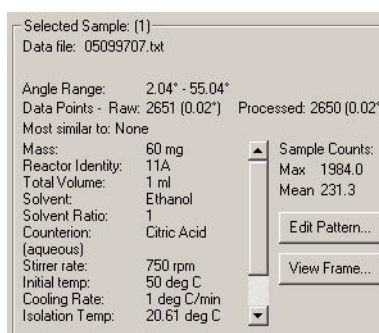 Selected Sample: (1)
Data file: 05099707.txt
Angle Range: 2.04° - 55.04°
Data Points - Raw: 2651 (0.02°) Processed: 2650 (0.02°
Most similar to: None
Mass: 60 mg
Reactor Identity: 11A
Total Volume: 1 ml
Solvent: Ethanol
Solvent Ratio: 1
Counterion: Citric Acid
(aqueous)
Stirrer rate: 750 rpm
Initial temp: 50 deg C
Cooling Rate: 1 deg C/min
Isolation Temp: 20.61 deg C
Sample Counts:
Max 1984.0
Mean 231.3
Edit Pattern...
View Frame...